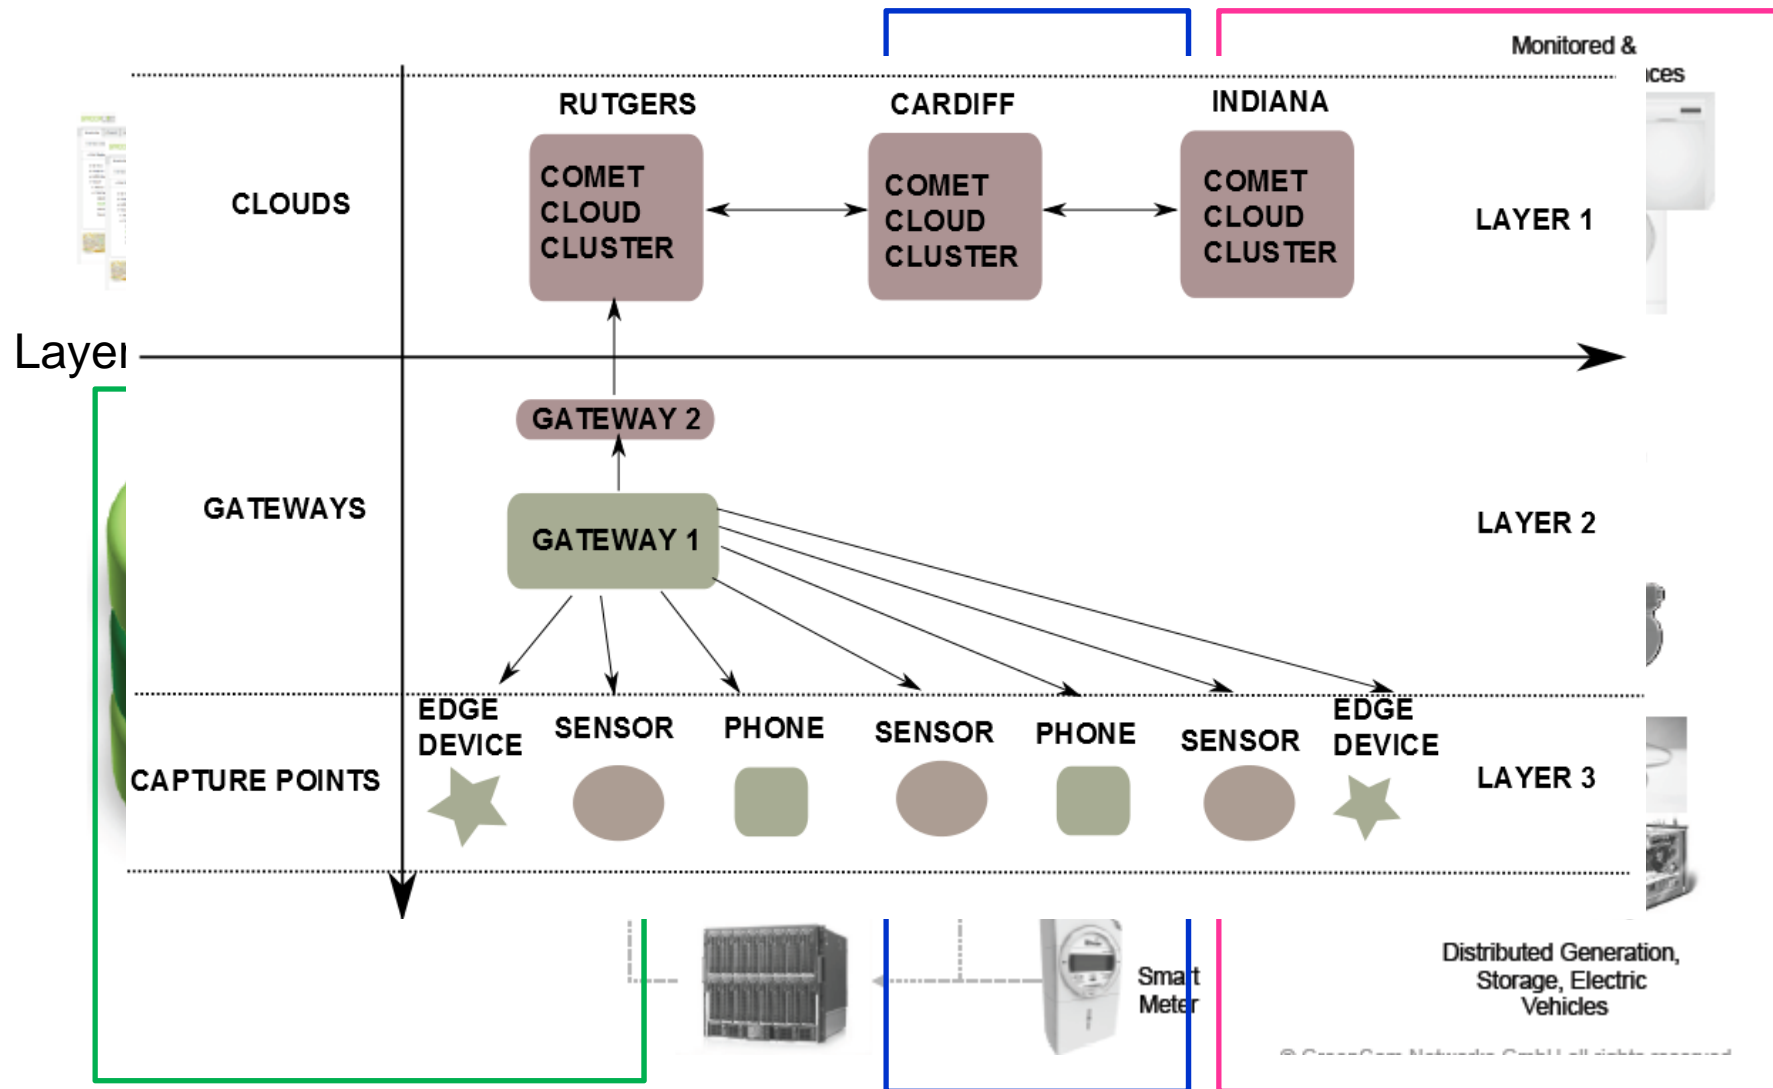 Monitored &
RUTGERS
CARDIFF
INDIANA
COMET
CLOUD
CLUSTER
COMET
CLOUD
CLUSTER
COMET
CLOUD
CLUSTER
CLOUDS
LAYER 1
Layer
GATEWAY 2
GATEWAYS
GATEWAY 1
LAYER 2
EDGE
DEVICE
SENSOR
PHONE
SENSOR
PHONE
SENSOR
EDGE
DEVICE
CAPTURE POINTS
LAYER 3
Smart
Meter
Distributed Generation,
Storage, Electric
Vehicles